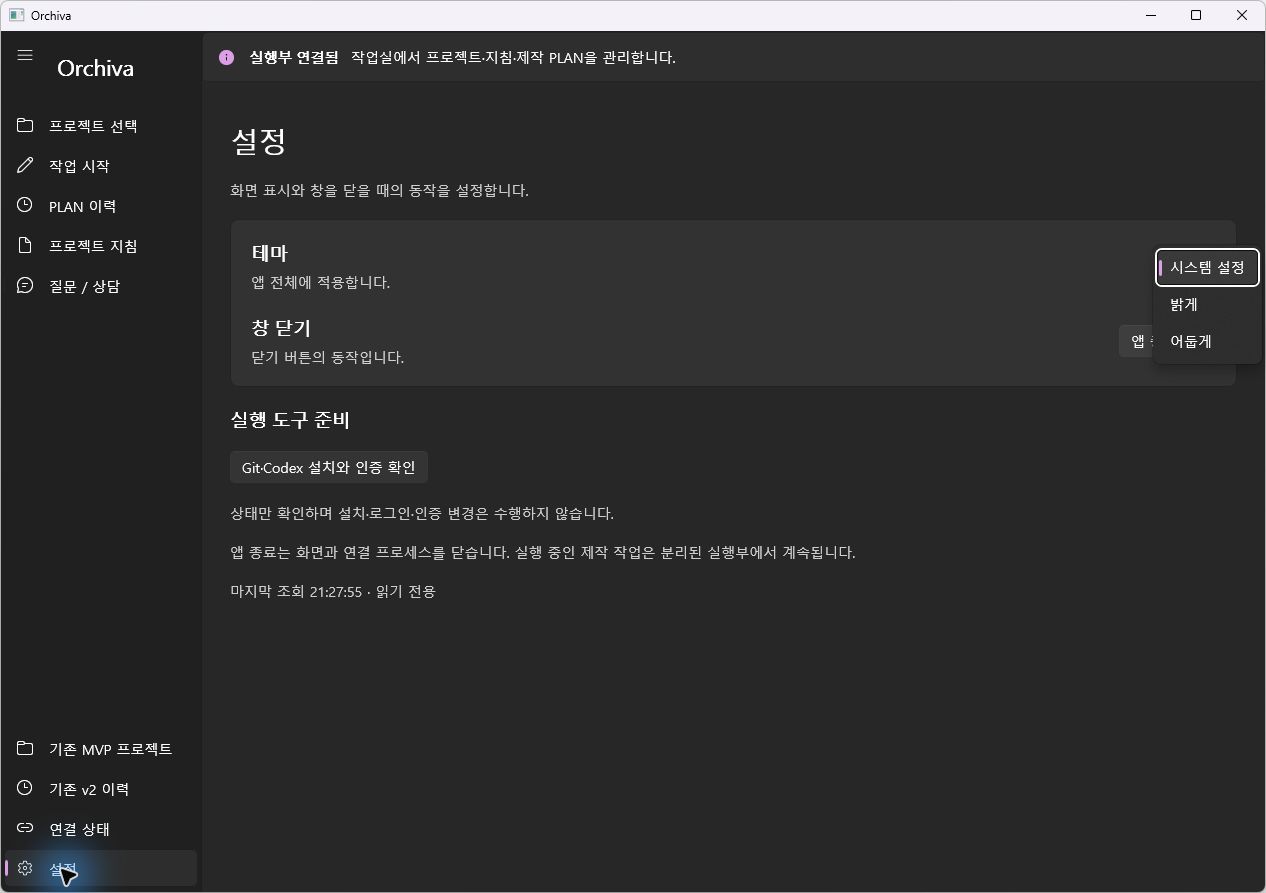 Orchiva
Orchiva
실행부 연결됨 작업실에서 프로젝트·지침·제작 PLAN을 관리합니다.
프로젝트 선택
작업 시작
PLAN 이력
프로젝트 지침
질문 / 상담
설정
화면 표시와 창을 닫을 때의 동작을 설정합니다.
테마
앱 전체에 적용합니다.
시스템 설정
밝게
어둡게
창 닫기
닫기 버튼의 동작입니다.
앱
실행 도구 준비
Git·Codex 설치와 인증 확인
상태만 확인하며 설치·로그인·인증 변경은 수행하지 않습니다.
앱 종료는 화면과 연결 프로세스를 닫습니다. 실행 중인 제작 작업은 분리된 실행부에서 계속됩니다.
마지막 조회 21:27:55 · 읽기 전용
기존 MVP 프로젝트
기존 v2 이력
연결 상태
설정